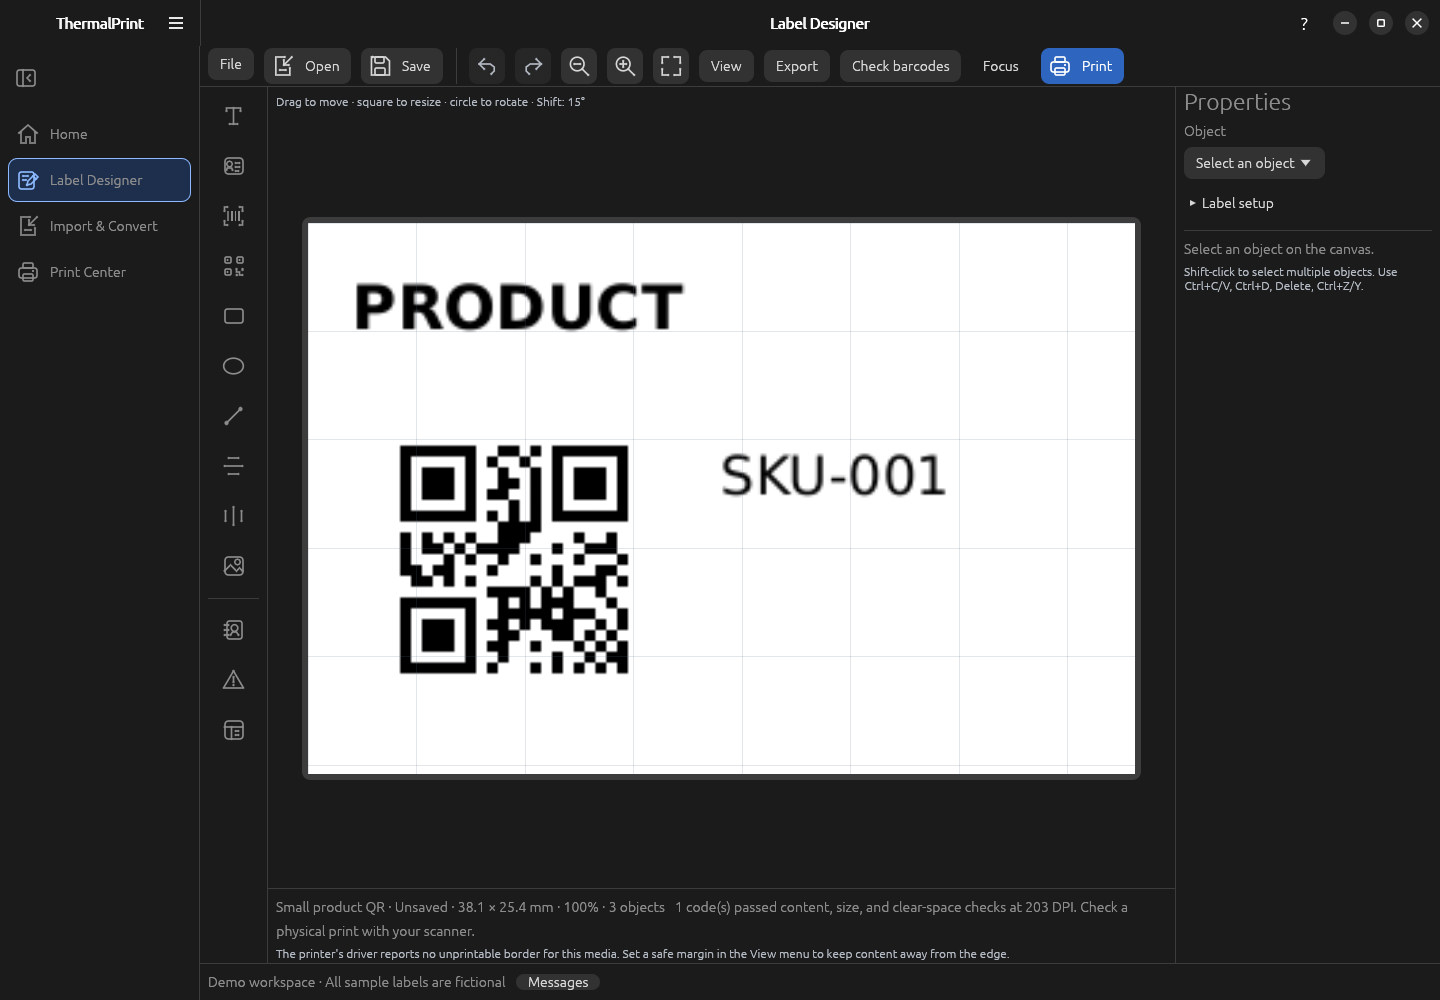 ThermalPrint
Label Designer
?
File
Open
Save
View
Export
Check barcodes
Focus
Print
Home
Label Designer
Import & Convert
Print Center
Drag to move · square to resize · circle to rotate · Shift: 15°
PRODUCT
SKU-001
Properties
Object
Select an object
Label setup
Select an object on the canvas.
Shift-click to select multiple objects. Use
Ctrl+C/V, Ctrl+D, Delete, Ctrl+Z/Y.
Small product QR · Unsaved · 38.1 × 25.4 mm · 100% · 3 objects 1 code(s) passed content, size, and clear-space checks at 203 DPI. Check a
physical print with your scanner.
The printer's driver reports no unprintable border for this media. Set a safe margin in the View menu to keep content away from the edge.
Demo workspace · All sample labels are fictional
Messages